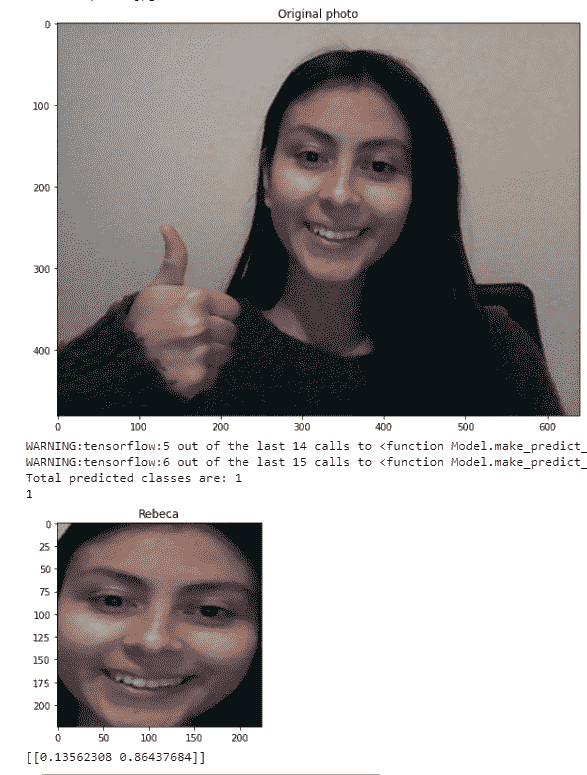 Original photo
0
100
200
300
400
0 100 200 300 400 500 600
WARNING:tensorflow:5 out of the last 14 calls to <function Model.make_predict_
WARNING:tensorflow:6 out of the last 15 calls to <function Model.make_predict_
Total predicted classes are: 1
1
Rebeca
0
25
50
75
100
125
150
175
200
0 50 100 150 200
[[0.13562308 0.86437684]]